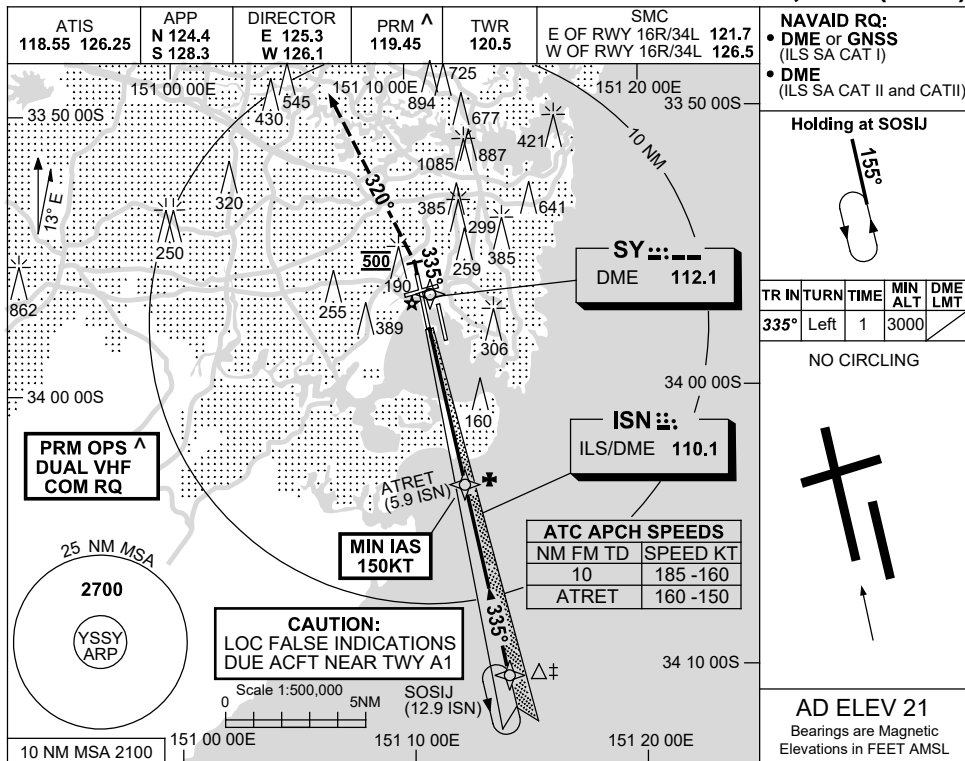 ATIS
118.55 126.25
APP
N 124.4
S 128.3
DIRECTOR
E 125.3
W 126.1
PRM ^
119.45
TWR
120.5
SMC
E OF RWY 16R/34L 121.7
W OF RWY 16R/34L 126.5
NAVAID RQ:
• DME or GNSS
(ILS SA CAT I)
• DME
(ILS SA CAT II and CATII)
151 00 00E
151 10 00E
151 20 00E
33 50 00S
33 50 00S
545
430
725
894
677
421
1085
887
10 NM
13° E
320
320°
385
641
299
385
250
500
335°
259
190
862
255
389
306
SY
DME 112.1
Holding at SOSIJ
155°
TR IN TURN TIME MIN ALT DME LMT
335° Left 1 3000
NO CIRCLING
34 00 00S
34 00 00S
160
ISN
ILS/DME 110.1
PRM OPS ^
DUAL VHF
COM RQ
ATRET
(5.9 ISN)
MIN IAS
150KT
ATC APCH SPEEDS
NM FM TD SPEED KT
10 185 -160
ATRET 160 -150
25 NM MSA
2700
YSSY
ARP
CAUTION:
LOC FALSE INDICATIONS
DUE ACFT NEAR TWY A1
335°
34 10 00S
Scale 1:500,000
0 5NM
SOSIJ
(12.9 ISN)
‡
10 NM MSA 2100
151 00 00E
151 10 00E
151 20 00E
AD ELEV 21
Bearings are Magnetic
Elevations in FEET AMSL